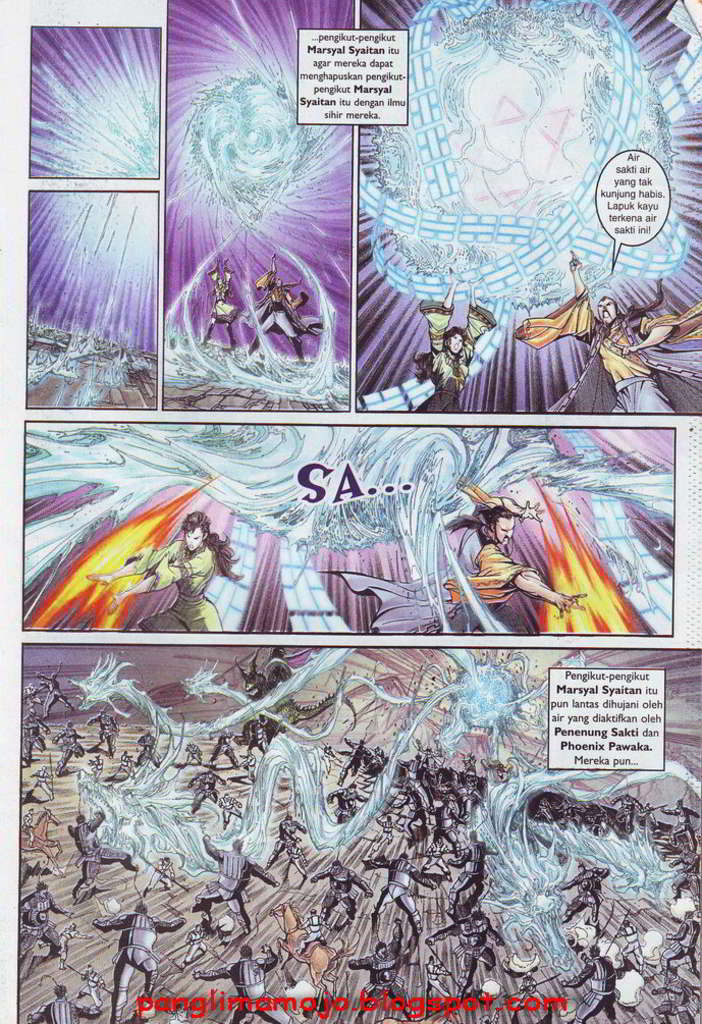 ...pengikut-pengikut
Marsyal Syaitan itu
agar mereka dapat
menghapuskan pengikut-
pengikut Marsyal
Syaitan itu dengan ilmu
sihir mereka.
Air
sakti air
yang tak
kunjung habis.
Lapuk kayu
terkena air
sakti ini!
SA...
Pengikut-pengikut
Marsyal Syaitan itu
pun lantas dihujani oleh
air yang diaktifkan oleh
Penenung Sakti dan
Phoenix Pawaka.
Mereka pun...
panglimamojo.blogspot.com